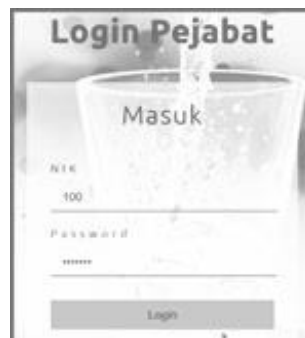 Login Pejabat
Masuk
NIK
100
Password
•••••••
Login